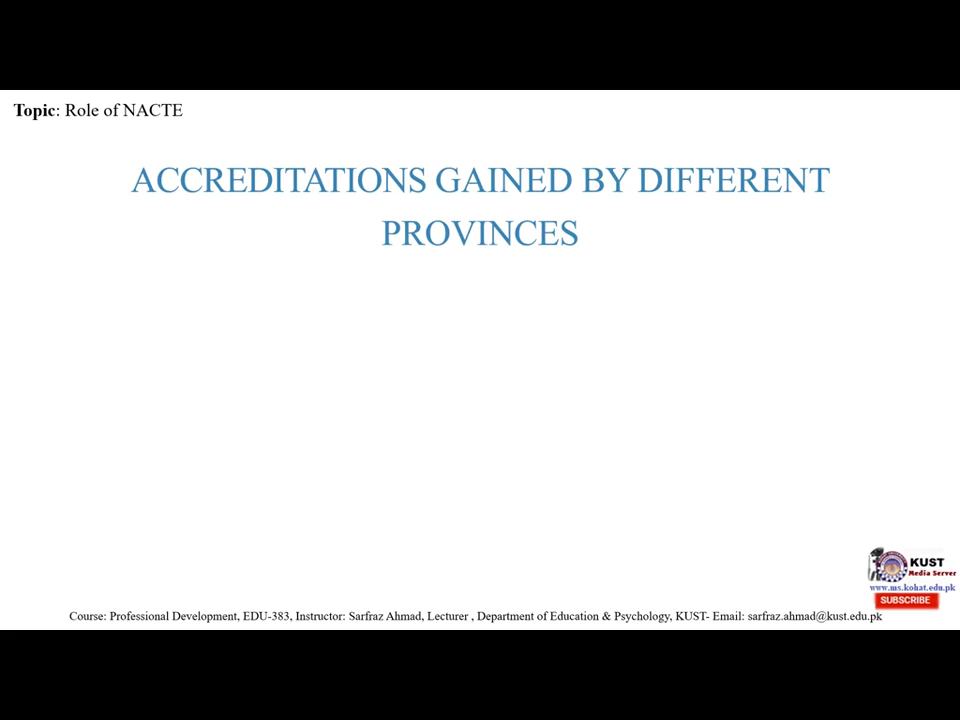 Topic: Role of NACTE
ACCREDITATIONS GAINED BY DIFFERENT
PROVINCES
KUST
Media Server
www.ms.kohat.edu.pk
SUBSCRIBE
Course: Professional Development, EDU-383, Instructor: Sarfraz Ahmad, Lecturer , Department of Education & Psychology, KUST- Email: sarfraz.ahmad@kust.edu.pk